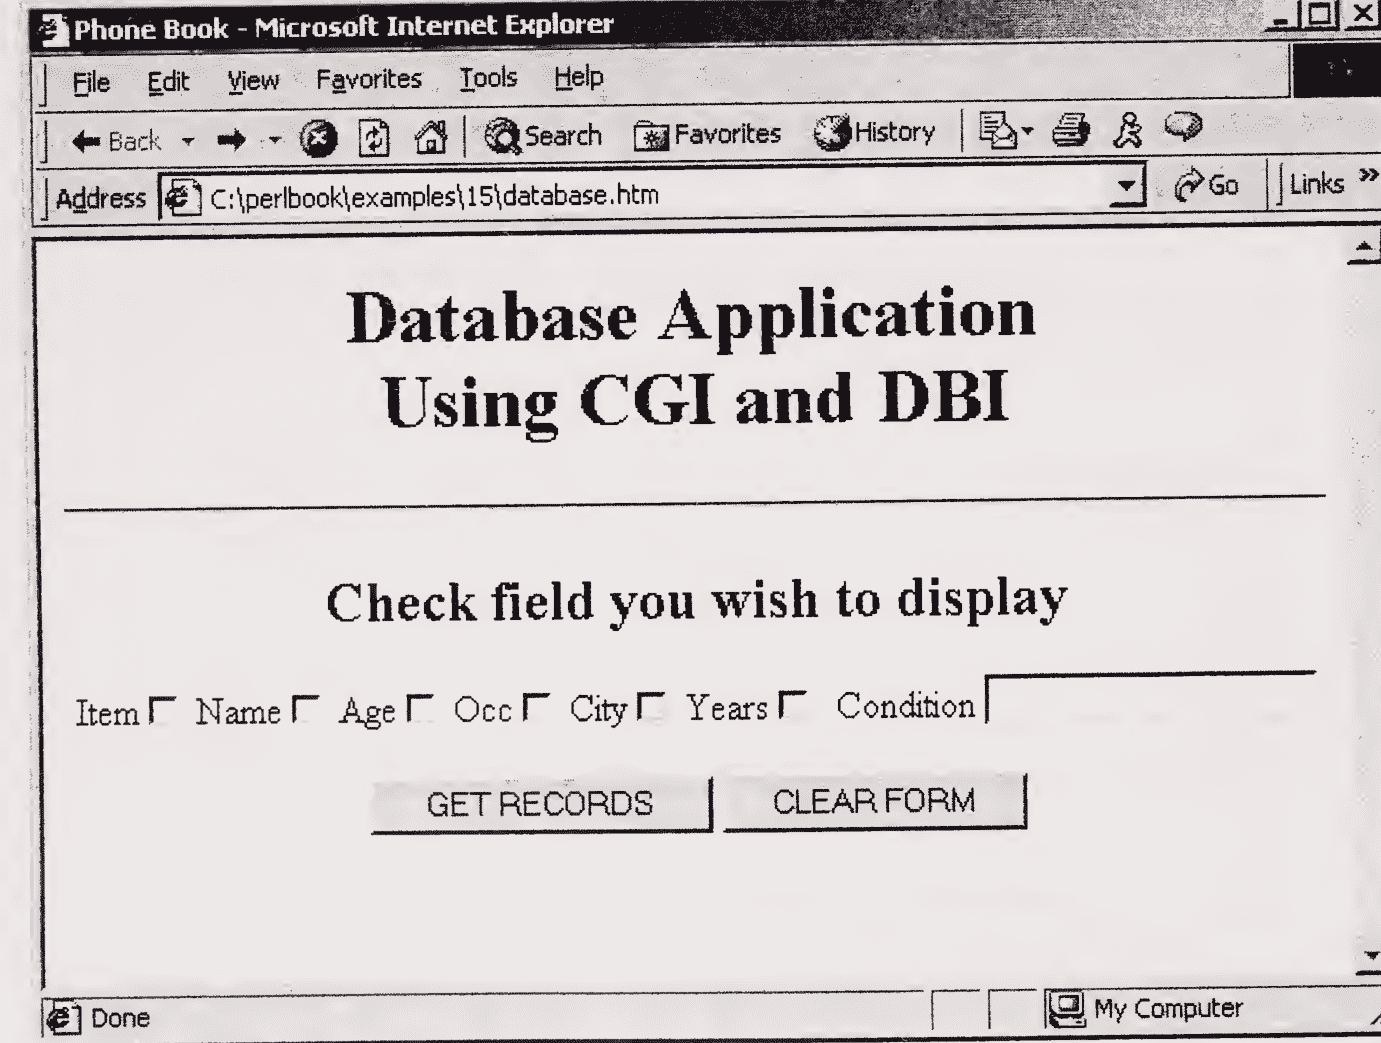 Phone Book - Microsoft Internet Explorer
File Edit View Favorites Tools Help
Back Search Favorites History
Address C:\perlbook\examples\15\database.htm Go Links »
Database Application
Using CGI and DBI
Check field you wish to display
Item Name Age Occ City Years Condition
GET RECORDS CLEAR FORM
Done My Computer